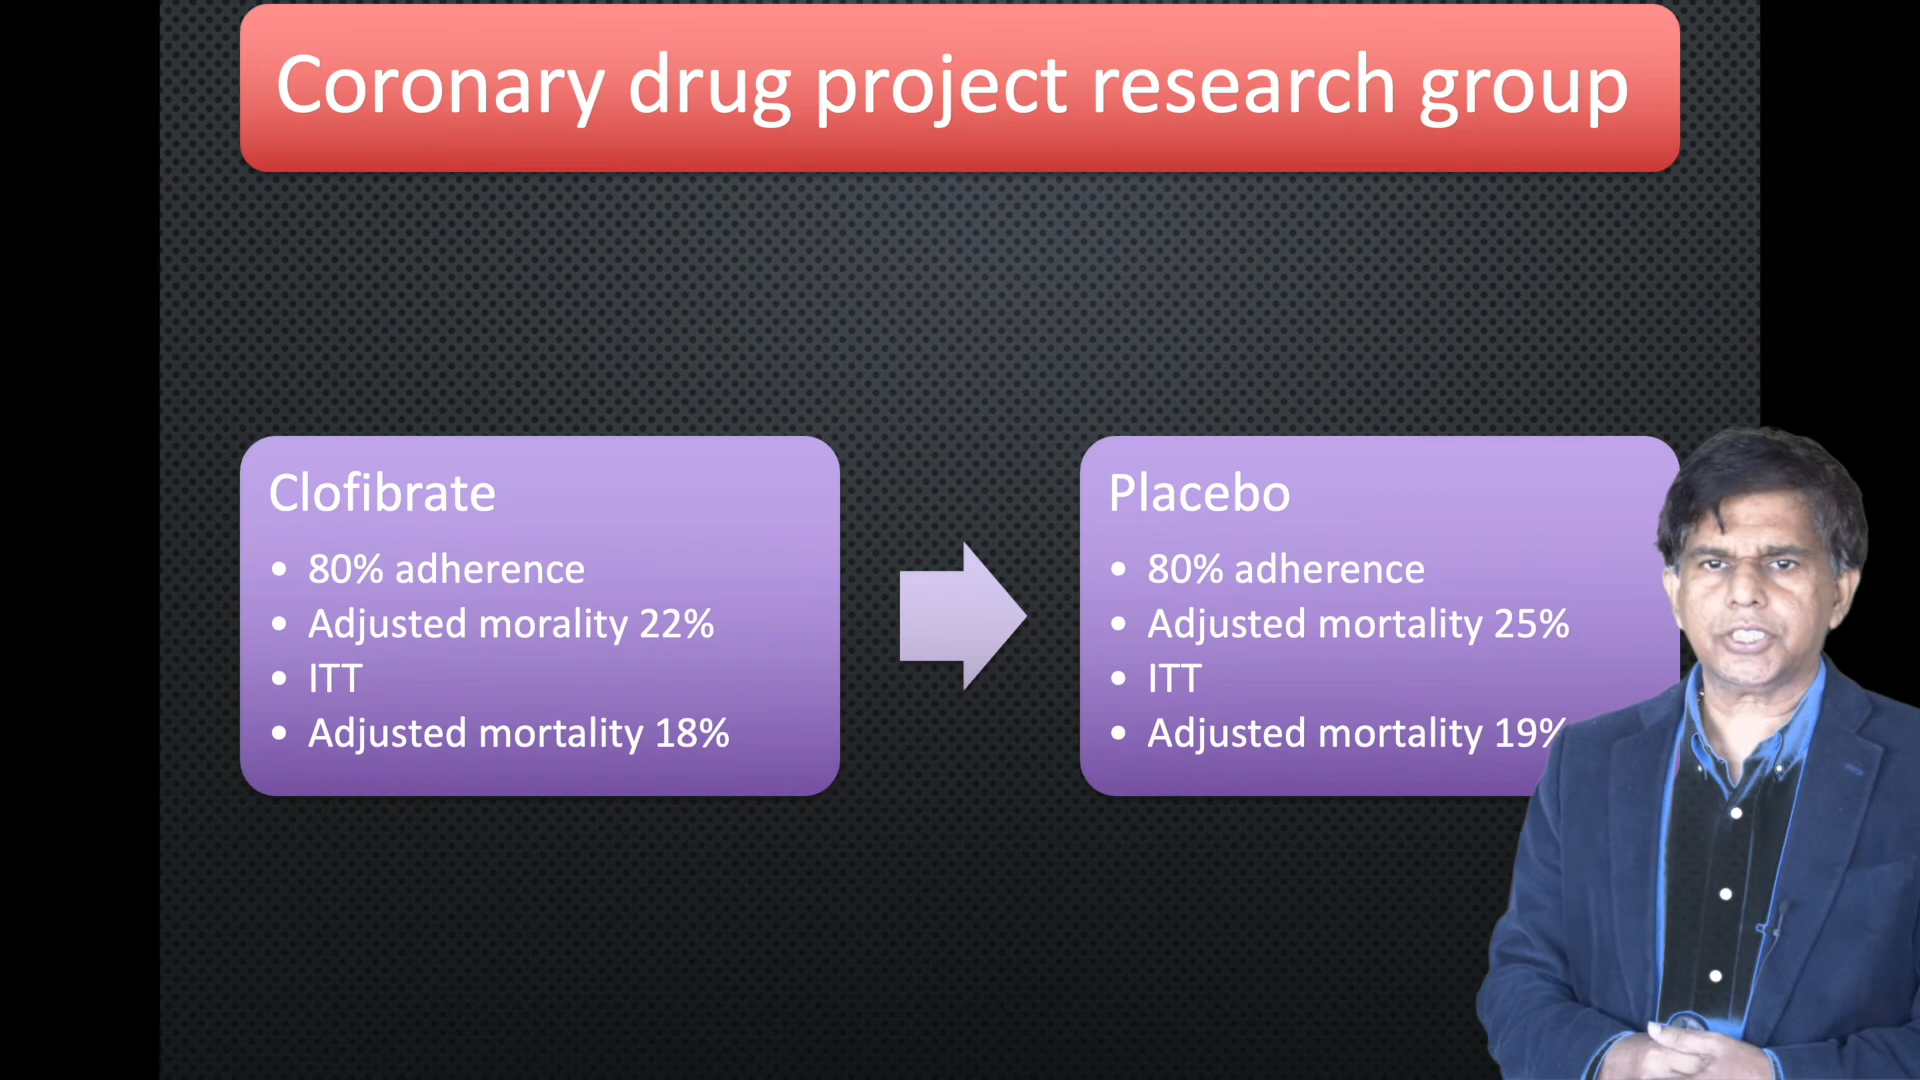 Coronary drug project research group
Clofibrate
• 80% adherence
• Adjusted morality 22%
• ITT
• Adjusted mortality 18%
Placebo
• 80% adherence
• Adjusted mortality 25%
• ITT
• Adjusted mortality 19%